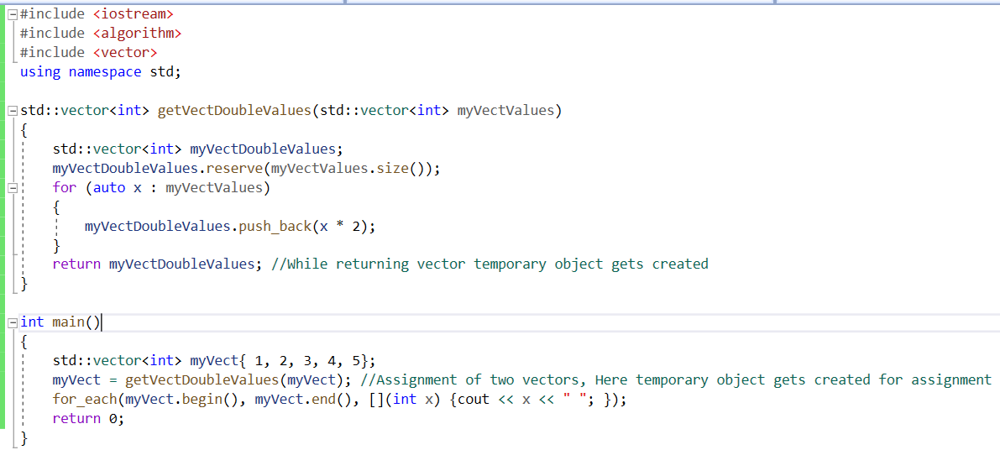 #include <iostream>
#include <algorithm>
#include <vector>
using namespace std;
std::vector<int> getVectDoubleValues(std::vector<int> myVectValues)
{
std::vector<int> myVectDoubleValues;
myVectDoubleValues.reserve(myVectValues.size());
for (auto x : myVectValues)
{
myVectDoubleValues.push_back(x * 2);
}
return myVectDoubleValues; //While returning vector temporary object gets created
}
int main()
{
std::vector<int> myVect{ 1, 2, 3, 4, 5};
myVect = getVectDoubleValues(myVect); //Assignment of two vectors, Here temporary object gets created for assignment
for_each(myVect.begin(), myVect.end(), [](int x) {cout << x << " "; });
return 0;
}